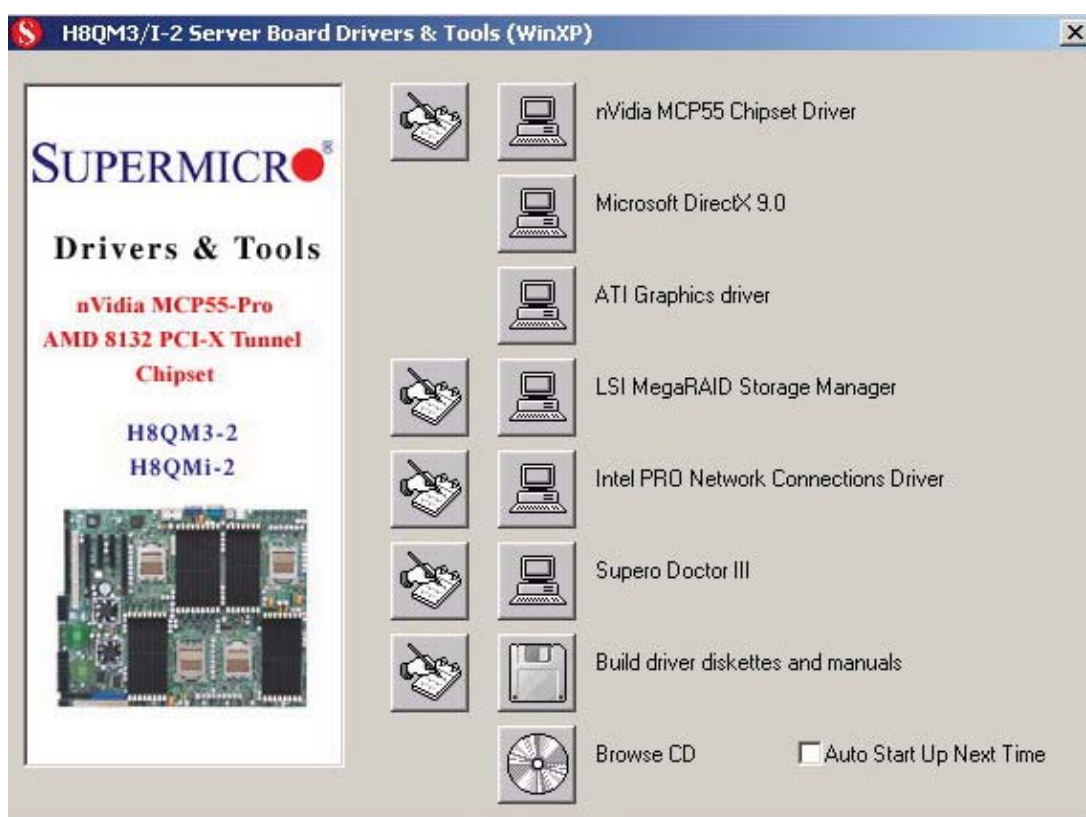 H8QM3/I-2 Server Board Drivers & Tools (WinXP)
SUPERMICRO®
Drivers & Tools
nVidia MCP55-Pro
AMD 8132 PCI-X Tunnel
Chipset
H8QM3-2
H8QMi-2
nVidia MCP55 Chipset Driver
Microsoft DirectX 9.0
ATI Graphics driver
LSI MegaRAID Storage Manager
Intel PRO Network Connections Driver
Supero Doctor III
Build driver diskettes and manuals
Browse CD
Auto Start Up Next Time